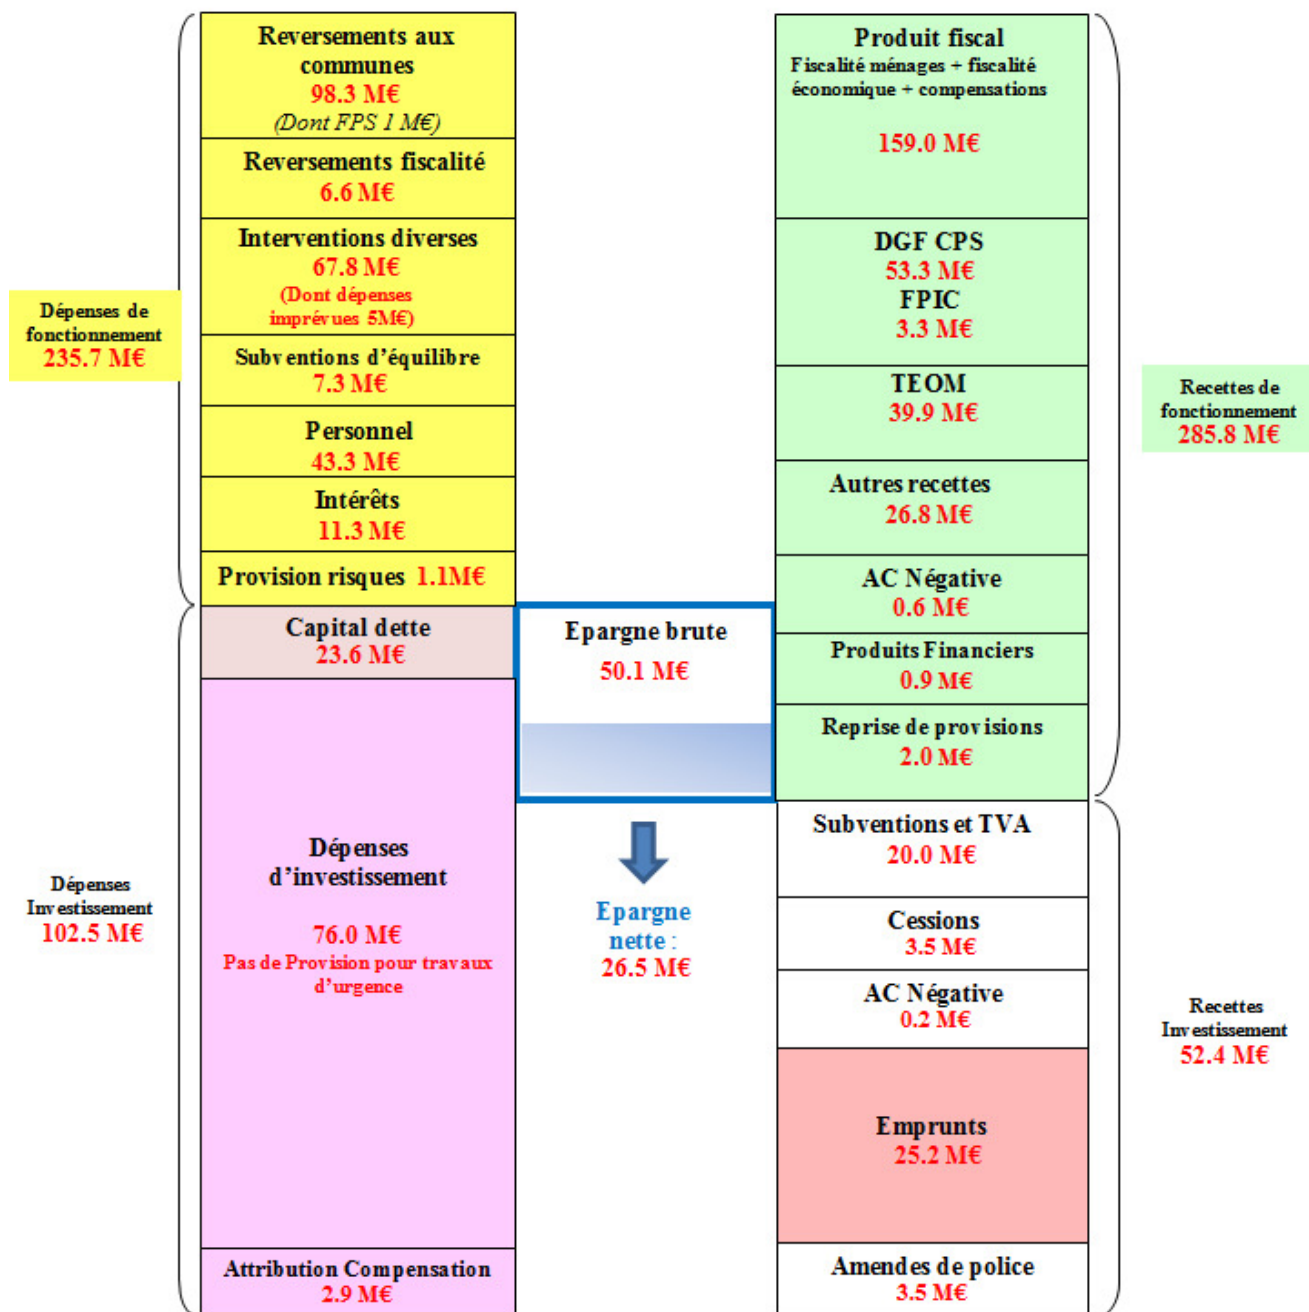 Reversements aux
communes
98.3 M€
(Dont FPS 1 M€)
Reversements fiscalité
6.6 M€
Interventions diverses
67.8 M€
(Dont dépenses
imprévues 5M€)
Subventions d'équilibre
7.3 M€
Personnel
43.3 M€
Intérêts
11.3 M€
Provision risques 1.1M€
Dépenses de
fonctionnement
235.7 M€
Capital dette
23.6 M€
Dépenses
d'investissement
76.0 M€
Pas de Provision pour travaux
d'urgence
Attribution Compensation
2.9 M€
Dépenses
Investissement
102.5 M€
Epargne brute
50.1 M€
Epargne
nette :
26.5 M€
Produit fiscal
Fiscalité ménages + fiscalité
économique + compensations
159.0 M€
DGF CPS
53.3 M€
FPIC
3.3 M€
TEOM
39.9 M€
Autres recettes
26.8 M€
AC Négative
0.6 M€
Produits Financiers
0.9 M€
Reprise de provisions
2.0 M€
Recettes de
fonctionnement
285.8 M€
Subventions et TVA
20.0 M€
Cessions
3.5 M€
AC Négative
0.2 M€
Emprunts
25.2 M€
Amendes de police
3.5 M€
Recettes
Investissement
52.4 M€